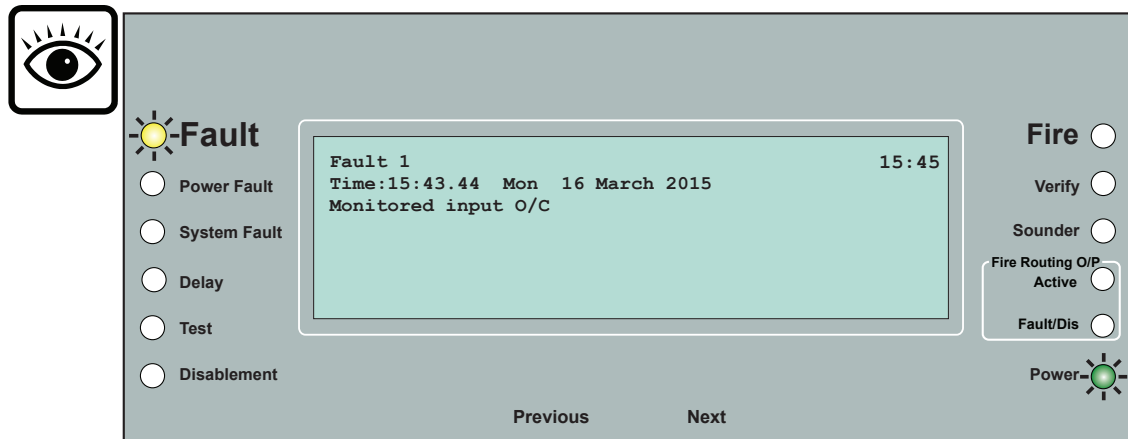 Fault
Power Fault
System Fault
Delay
Test
Disablement
Fault 1 15:45
Time:15:43.44 Mon 16 March 2015
Monitored input O/C
Fire
Verify
Sounder
Fire Routing O/P
Active
Fault/Dis
Power
Previous Next